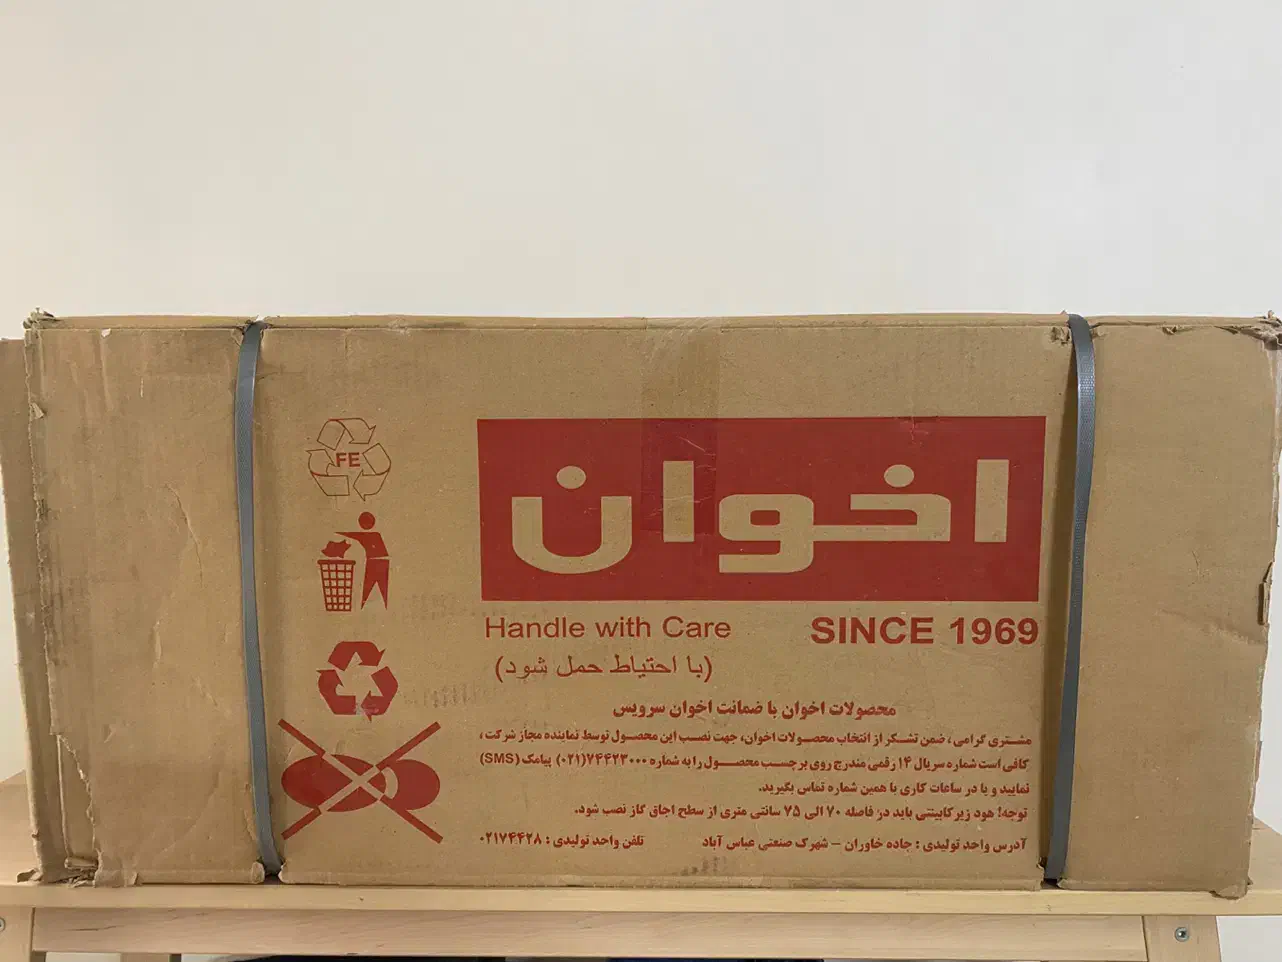 FE
اخوان
Handle with Care
SINCE 1969
(با احتیاط حمل شود)
محصولات اخوان با ضمانت اخوان سرویس
مشتری گرامی، ضمن تشکر از انتخاب محصولات اخوان، جهت نصب این محصول توسط نماینده مجاز شرکت،
کافی است شماره سریال ۱۴ رقمی مندرج روی برچسب محصول را به شماره ۷۴۴۲۳۰۰۰(۰۲۱) پیامک (SMS)
نمایید و یا در ساعات کاری با همین شماره تماس بگیرید.
توجه! هود زیرکابینتی باید در فاصله ۷۰ الی ۷۵ سانتی متری از سطح اجاق گاز نصب شود.
آدرس واحد تولیدی : جاده خاوران - شهرک صنعتی عباس آباد تلفن واحد تولیدی : ۰۲۱۷۴۴۲۸